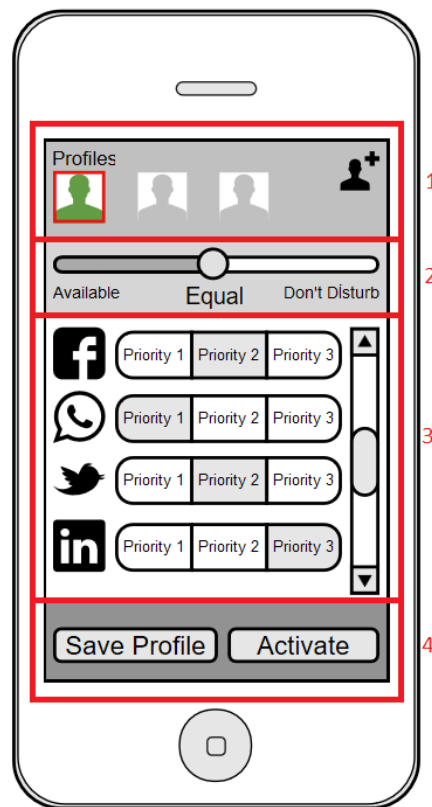 Profiles
1
2
Available Equal Don't Disturb
Priority 1 Priority 2 Priority 3
Priority 1 Priority 2 Priority 3
3
Priority 1 Priority 2 Priority 3
in Priority 1 Priority 2 Priority 3
Save Profile Activate
4